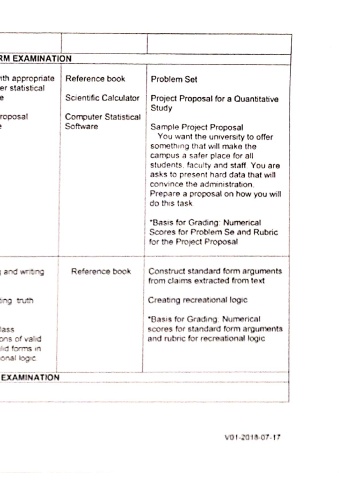 RM EXAMINATION
ith appropriate
er statistical
e
roposal
e
Reference book
Scientific Calculator
Computer Statistical
Software
Problem Set
Project Proposal for a Quantitative
Study
Sample Project Proposal
You want the university to offer
something that will make the
campus a safer place for all
students, faculty and staff. You are
asks to present hard data that will
convince the administration.
Prepare a proposal on how you will
do this task.
*Basis for Grading: Numerical
Scores for Problem Se and Rubric
for the Project Proposal
g and writing
ing truth
lass
ons of valid
lid forms in
onal logic
Reference book
Construct standard form arguments
from claims extracted from text
Creating recreational logic
*Basis for Grading: Numerical
scores for standard form arguments
and rubric for recreational logic
EXAMINATION
V01-2018-07-17